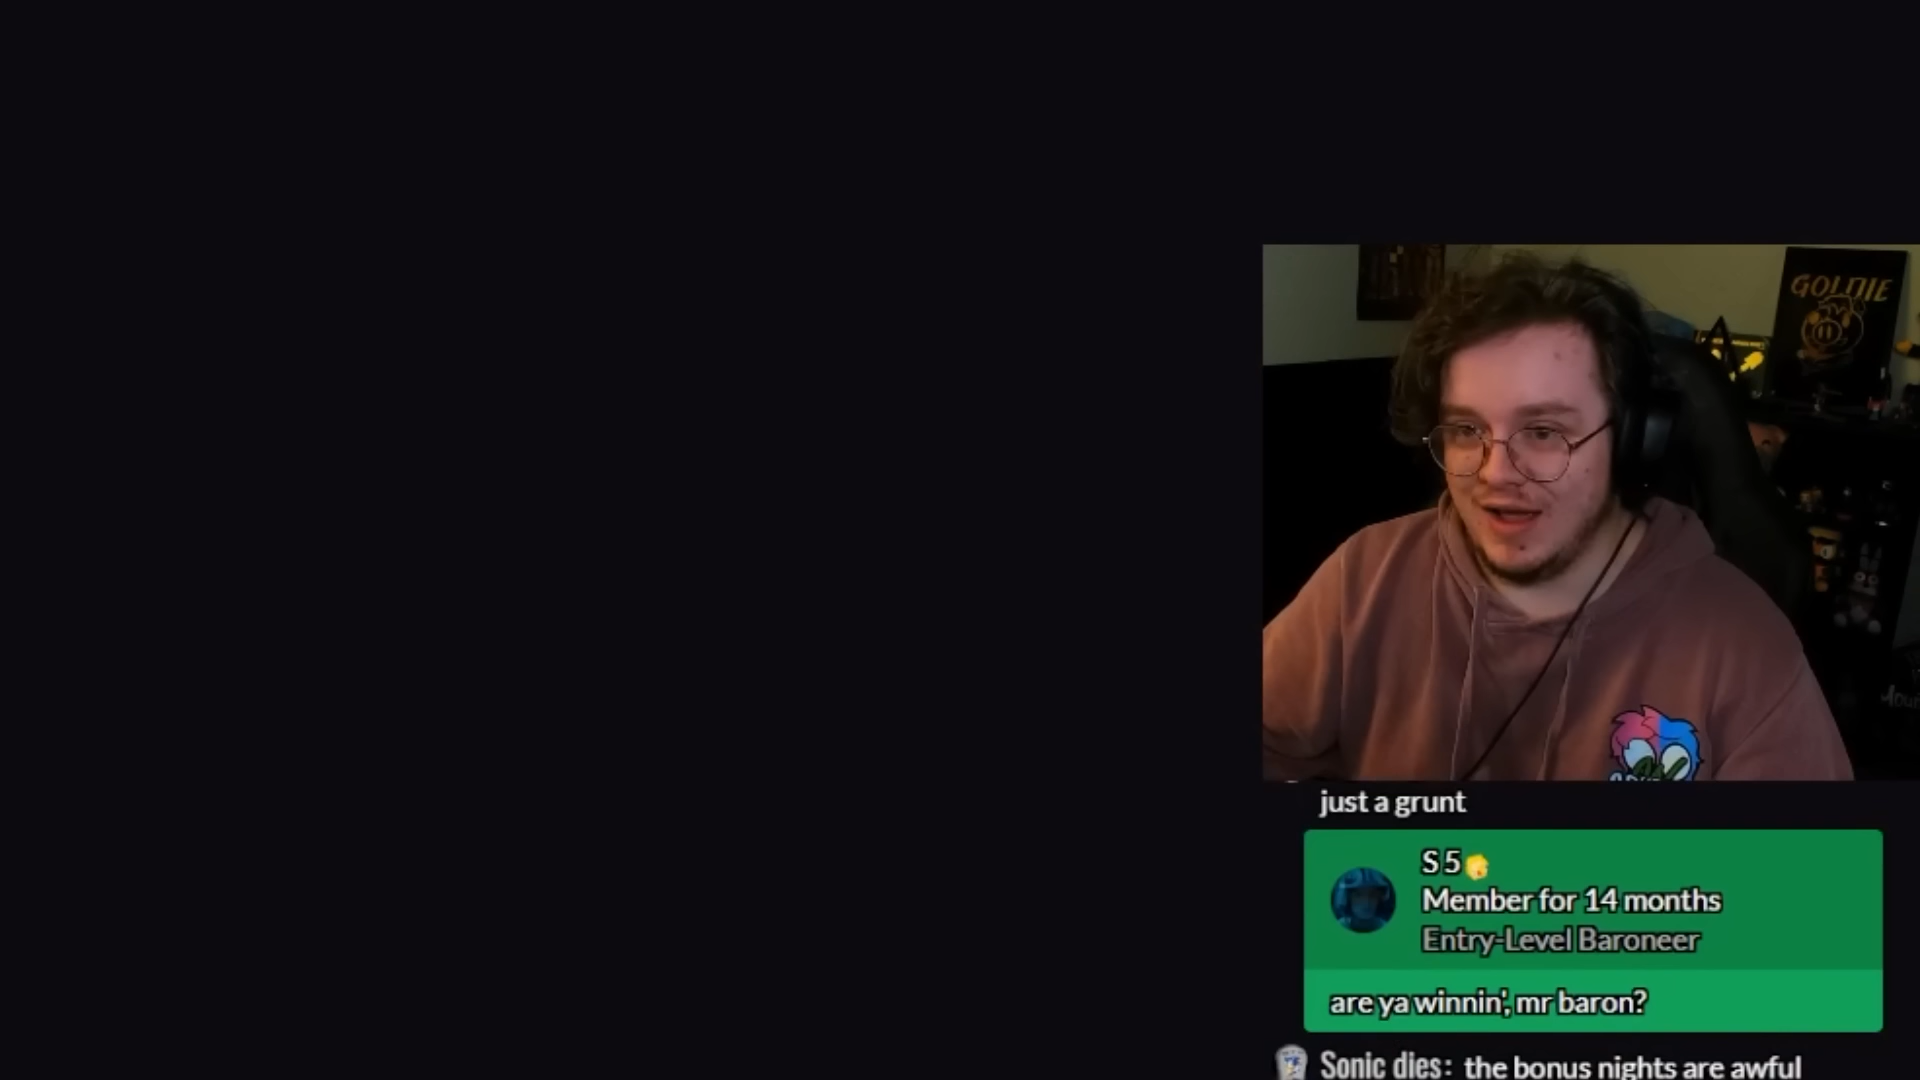 GOLDIE
just a grunt
S 5
Member for 14 months
Entry-Level Baroneer
are ya winnin', mr baron?
Sonic dies: the bonus nights are awful